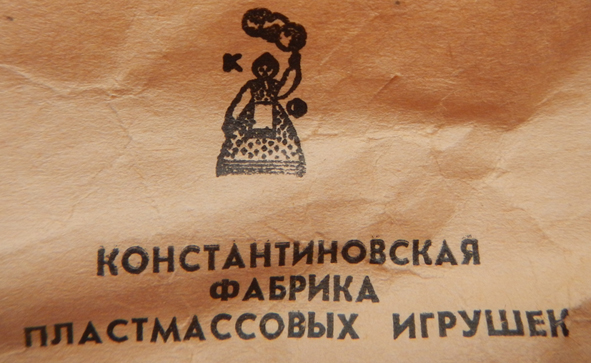 К
КОНСТАНТИНОВСКАЯ
ФАБРИКА
ПЛАСТМАССОВЫХ ИГРУШЕК